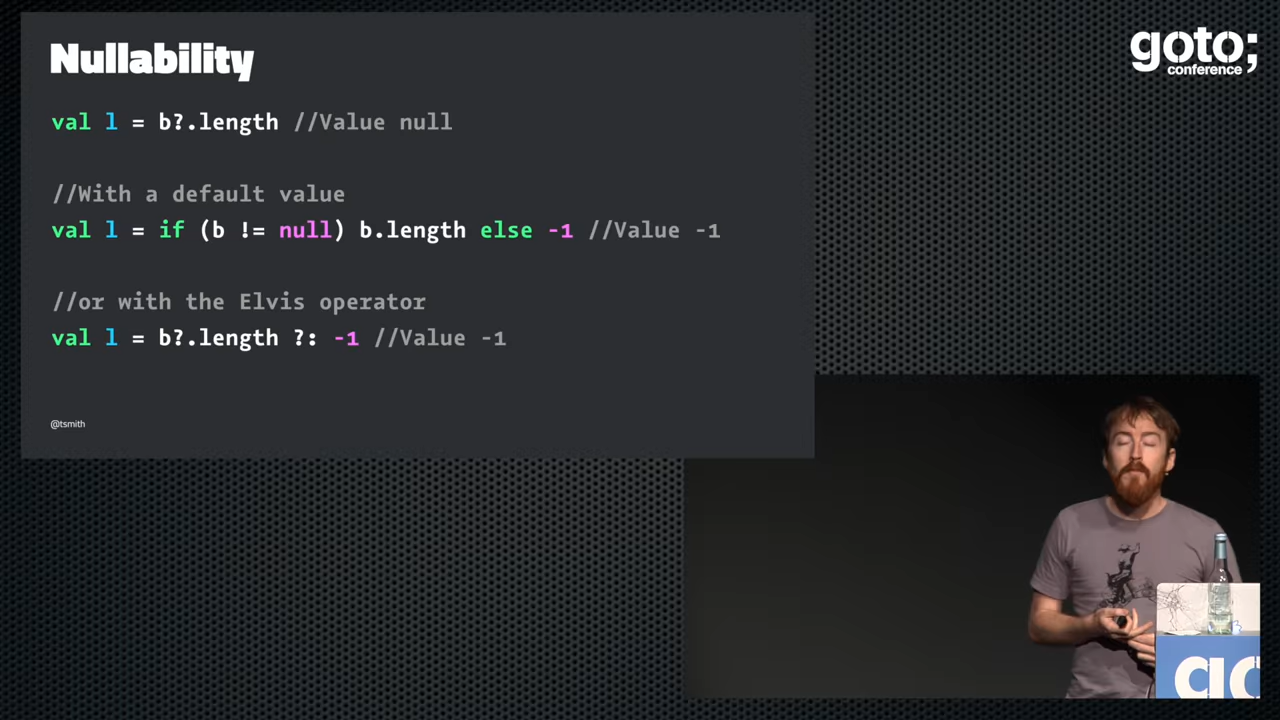 Nullability
goto;
conference
val l = b?.length //Value null
//With a default value
val l = if (b != null) b.length else -1 //Value -1
//or with the Elvis operator
val l = b?.length ?: -1 //Value -1
@tsmith